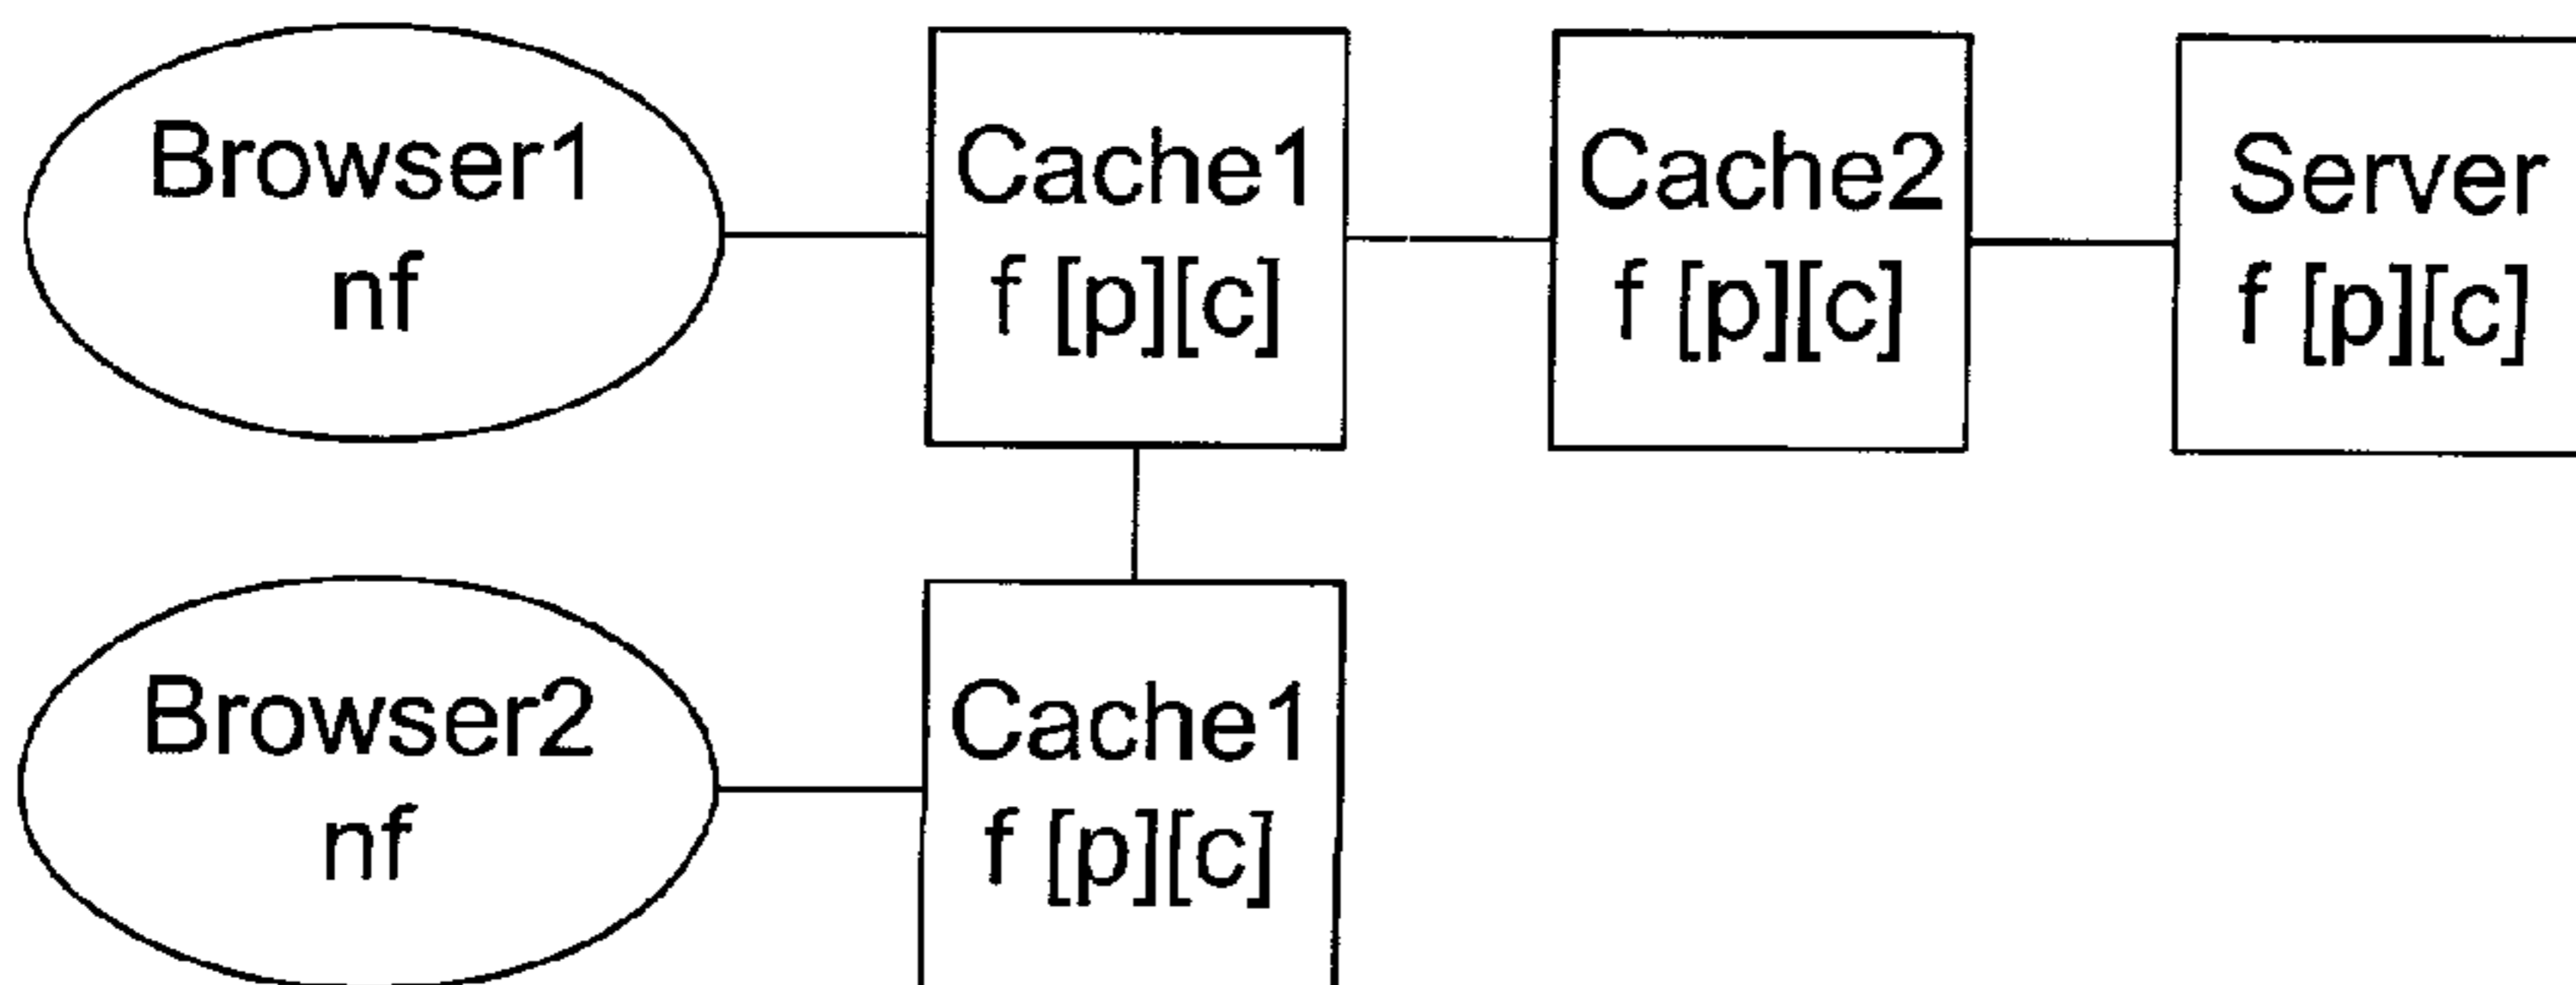 Browser1
nf
Cache1
f [p][c]
Cache2
f [p][c]
Server
f [p][c]
Browser2
nf
Cache1
f [p][c]